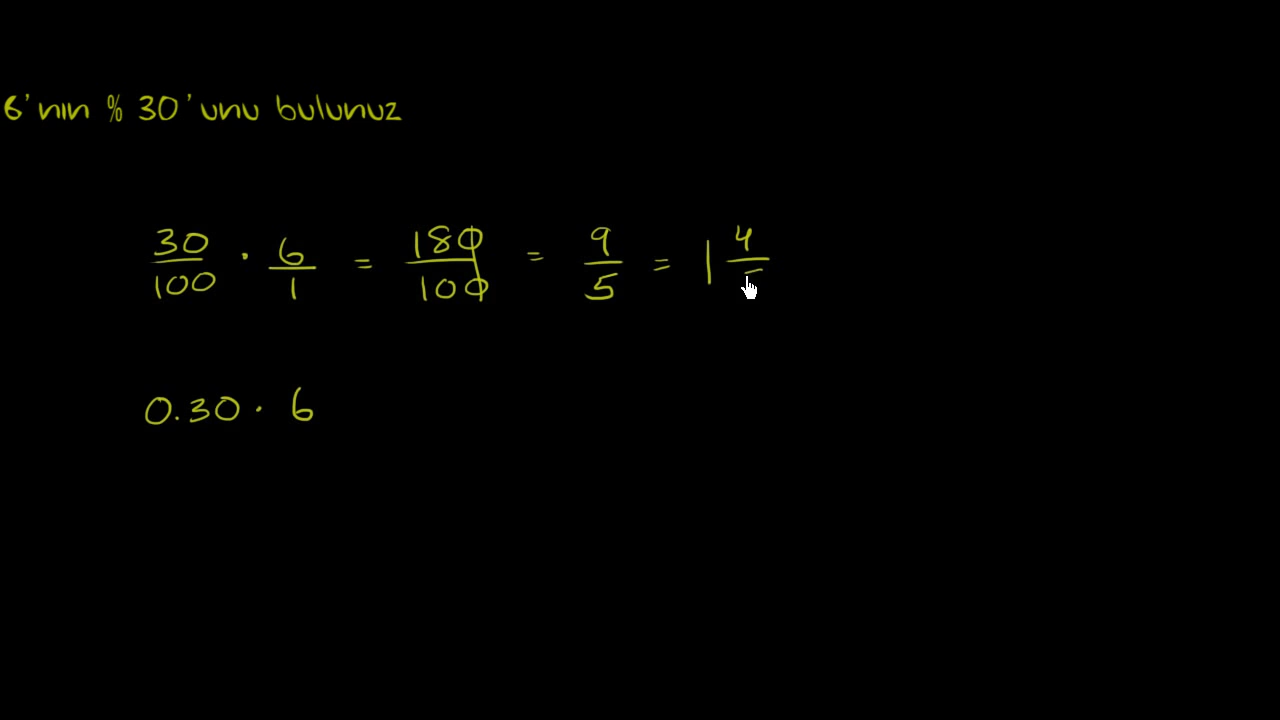 6'nın % 30'unu bulunuz
30/100 · 6/1 = 180/100 = 9/5 = 1 4/
0.30 · 6